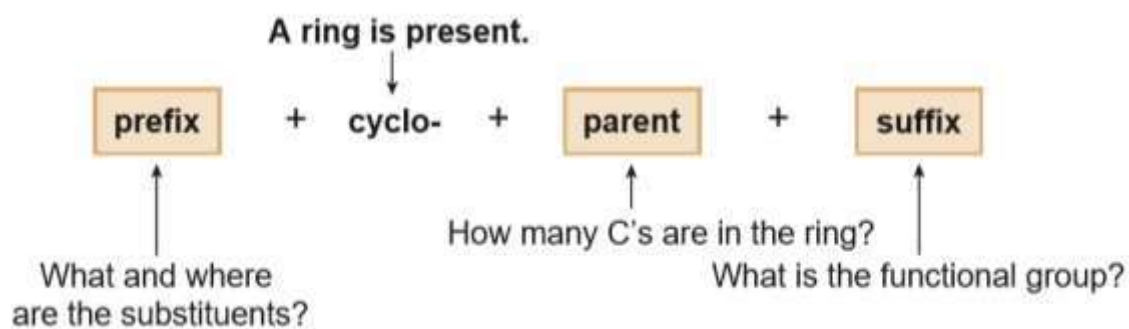 A ring is present.
prefix + cyclo- + parent + suffix
How many C's are in the ring?
What and where
are the substituents?
What is the functional group?